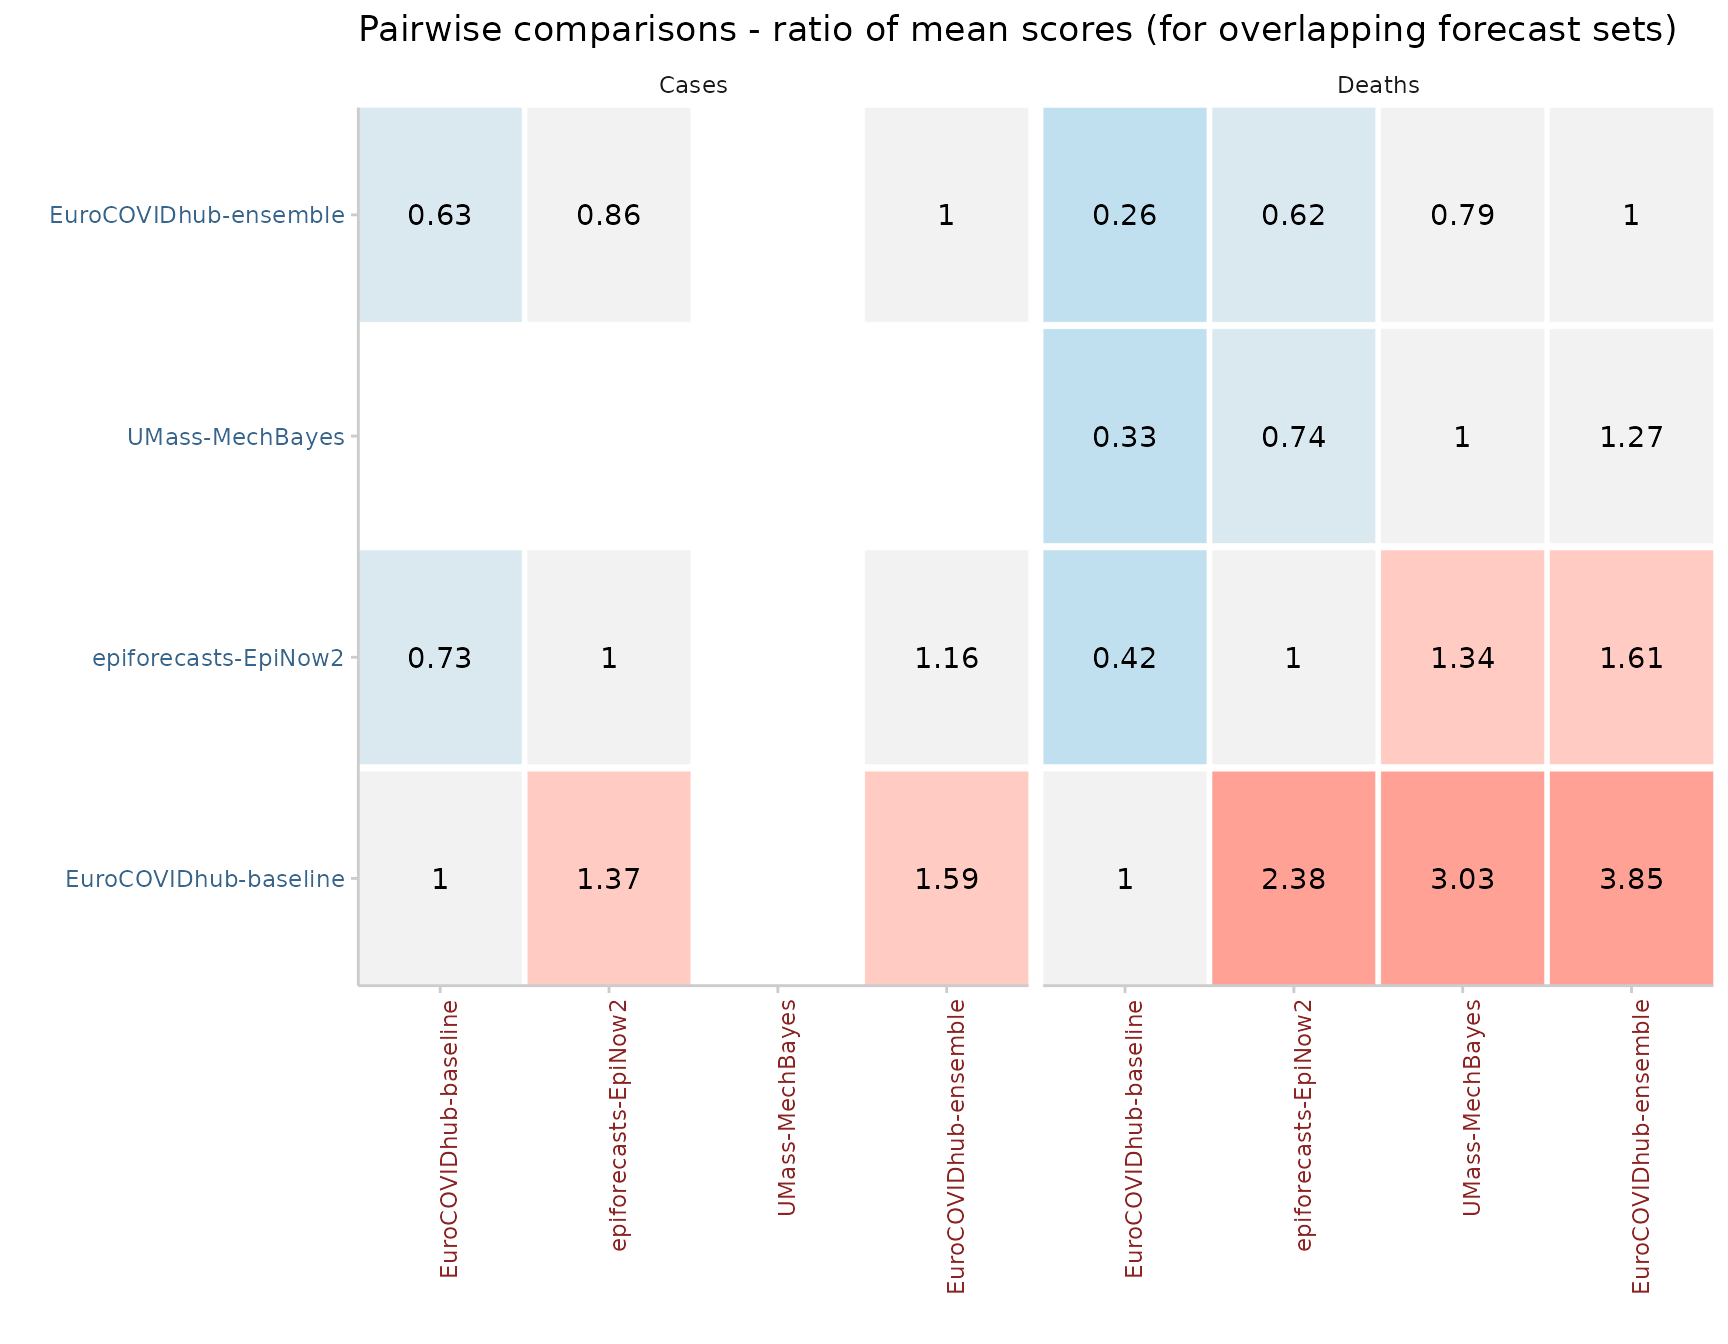 Pairwise comparisons - ratio of mean scores (for overlapping forecast sets)
Cases
Deaths
EuroCOVIDhub-ensemble
0.63
0.86
1
0.26
0.62
0.79
1
UMass-MechBayes
0.33
0.74
1
1.27
epiforecasts-EpiNow2
0.73
1
1.16
0.42
1
1.34
1.61
EuroCOVIDhub-baseline
1
1.37
1.59
1
2.38
3.03
3.85
EuroCOVIDhub-baseline
epiforecasts-EpiNow2
UMass-MechBayes
EuroCOVIDhub-ensemble
EuroCOVIDhub-baseline
epiforecasts-EpiNow2
UMass-MechBayes
EuroCOVIDhub-ensemble